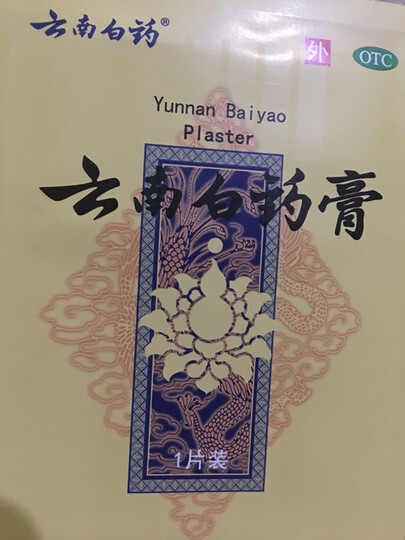 云南白药®
外
OTC
Yunnan Baiyao
Plaster
云南白药膏
1片装